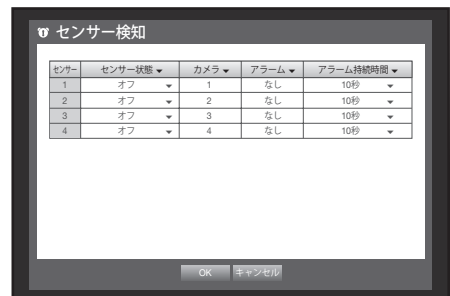 センサー検知
センサー センサー状態 カメラ アラーム アラーム持続時間
1 オフ 1 なし 10秒
2 オフ 2 なし 10秒
3 オフ 3 なし 10秒
4 オフ 4 なし 10秒
OK キャンセル